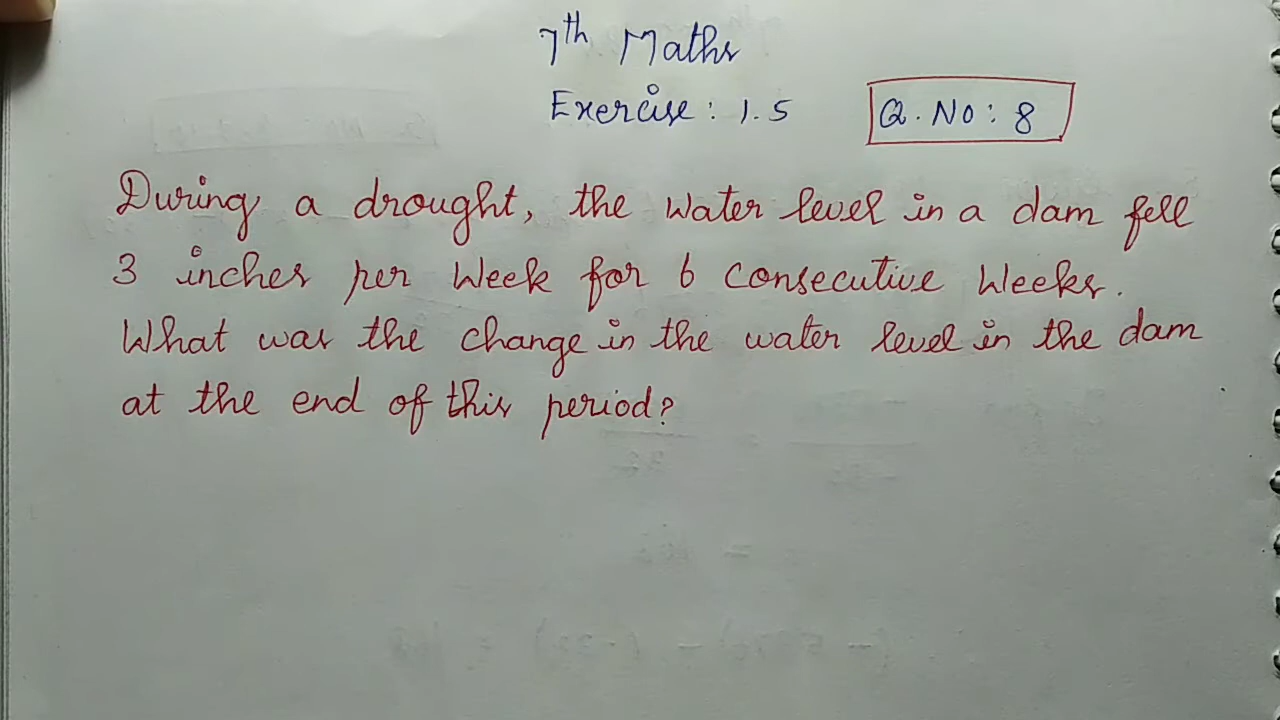 7th Maths
Exercise : 1.5
Q. No : 8
During a drought, the water level in a dam fell
3 inches per week for 6 consecutive weeks.
What was the change in the water level in the dam
at the end of this period?